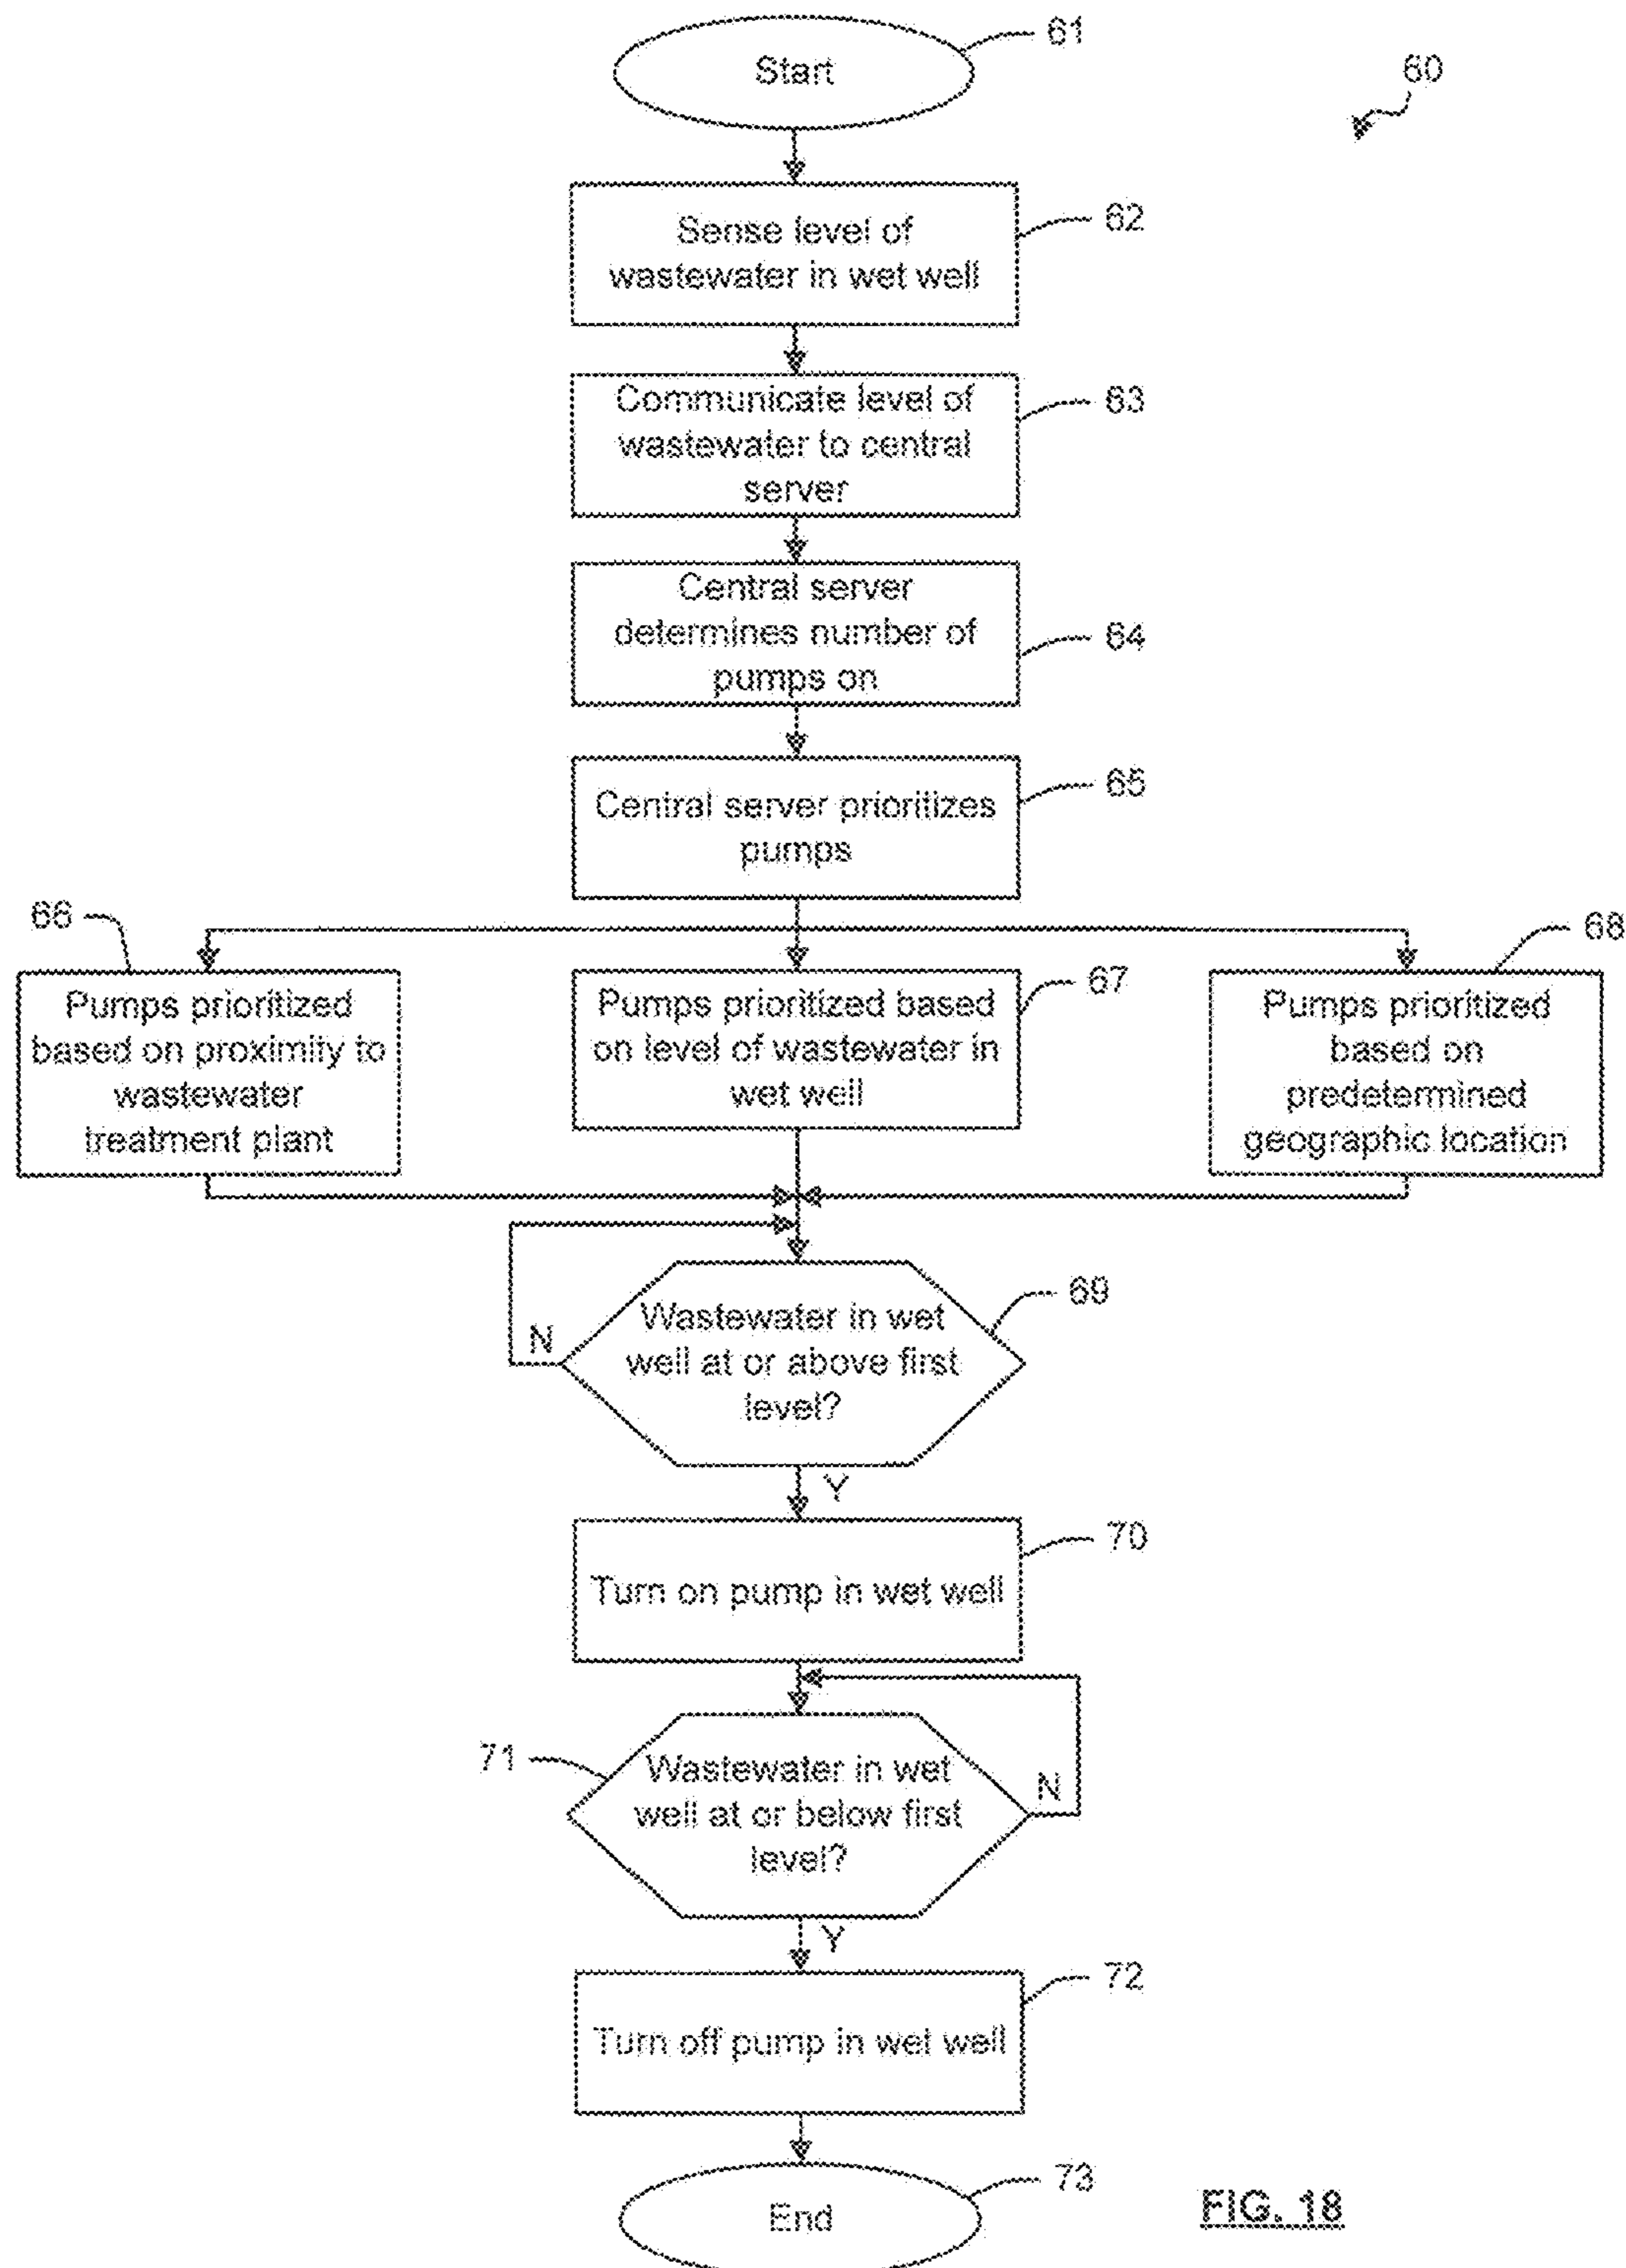 61
Start
60
Sense level of
wastewater in wet well
62
Communicate level of
wastewater to central
server
63
Central server
determines number of
pumps on
64
Central server prioritizes
pumps
65
66
Pumps prioritized
based on proximity to
wastewater
treatment plant
Pumps prioritized based
on level of wastewater in
wet well
67
68
Pumps prioritized
based on
predetermined
geographic location
Wastewater in wet
well at or above first
level?
69
N
Y
Turn on pump in wet well
70
71
Wastewater in wet
well at or below first
level?
N
Y
Turn off pump in wet well
72
End
73
FIG. 18